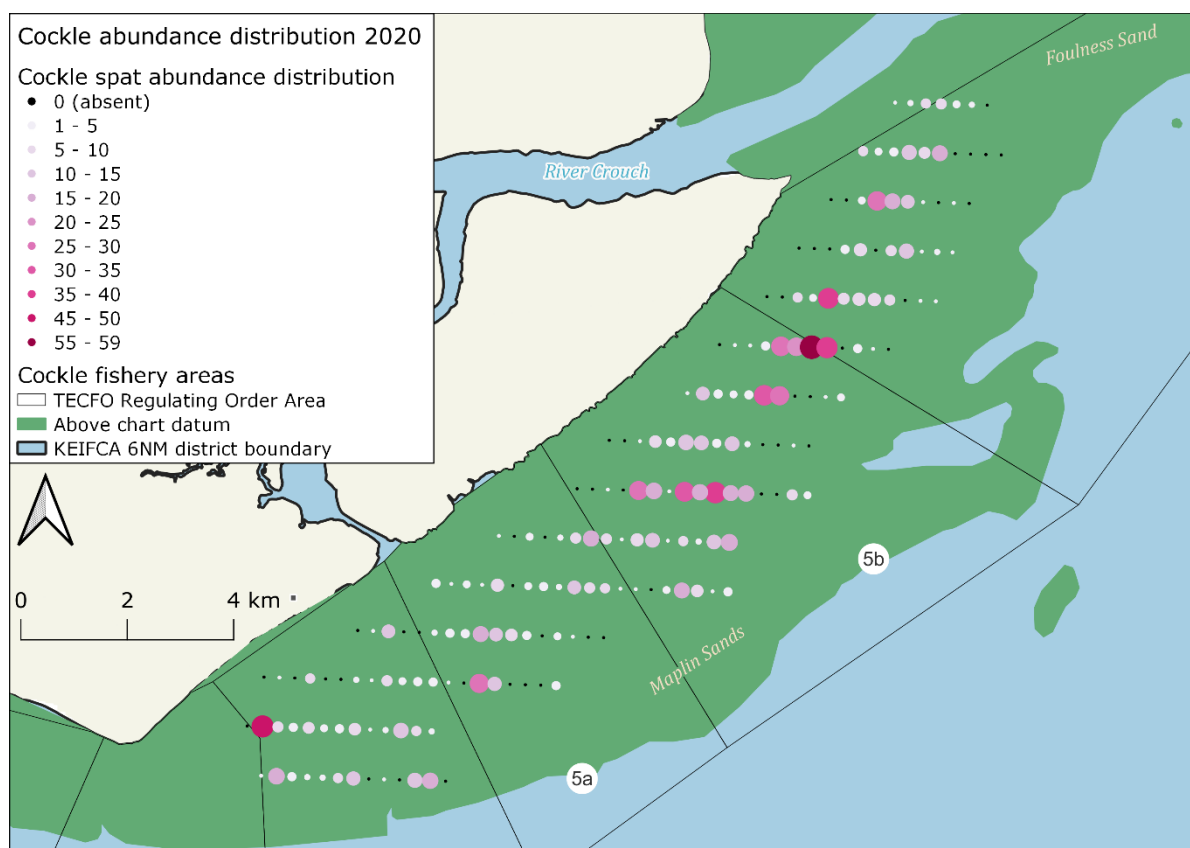 Cockle abundance distribution 2020
Cockle spat abundance distribution
0 (absent)
1 - 5
5 - 10
10 - 15
15 - 20
20 - 25
25 - 30
30 - 35
35 - 40
45 - 50
55 - 59
Cockle fishery areas
TECFO Regulating Order Area
Above chart datum
KEIFCA 6NM district boundary
Foulness Sand
River Crouch
0 2 4 km
5b
Maplin Sands
5a